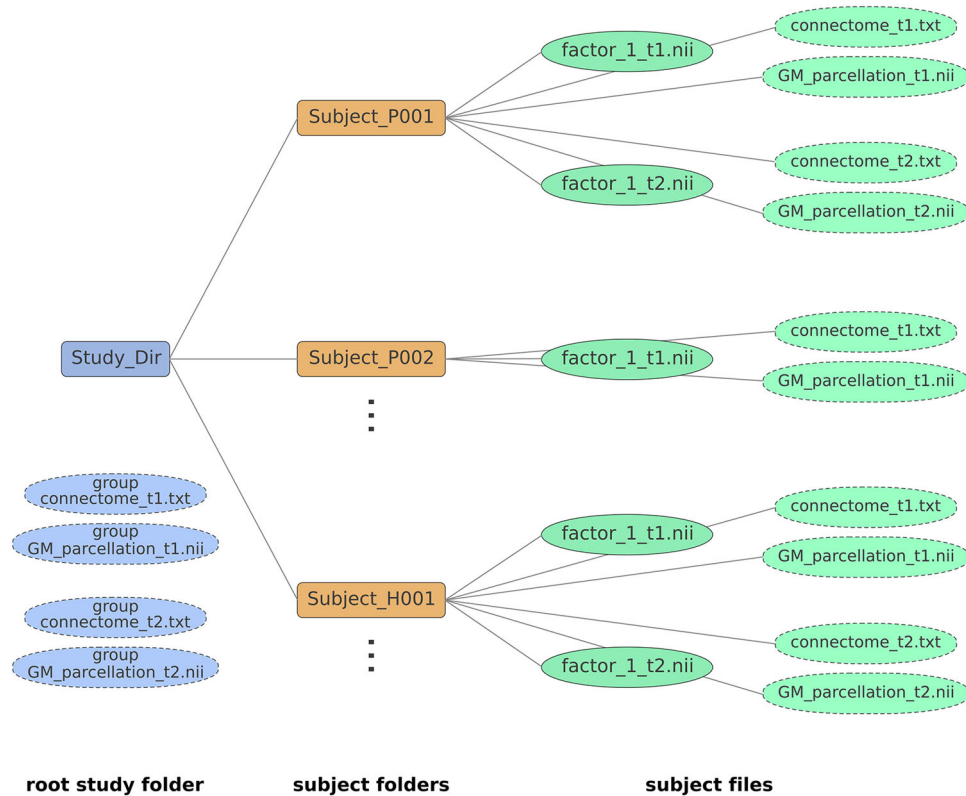 connectome_t1.txt
factor_1_t1.nii
GM_parcellation_t1.nii
Subject_P001
connectome_t2.txt
factor_1_t2.nii
GM_parcellation_t2.nii
connectome_t1.txt
Study_Dir
Subject_P002
factor_1_t1.nii
GM_parcellation_t1.nii
group
connectome_t1.txt
group
GM_parcellation_t1.nii
group
connectome_t2.txt
group
GM_parcellation_t2.nii
connectome_t1.txt
factor_1_t1.nii
GM_parcellation_t1.nii
Subject_H001
connectome_t2.txt
factor_1_t2.nii
GM_parcellation_t2.nii
root study folder
subject folders
subject files